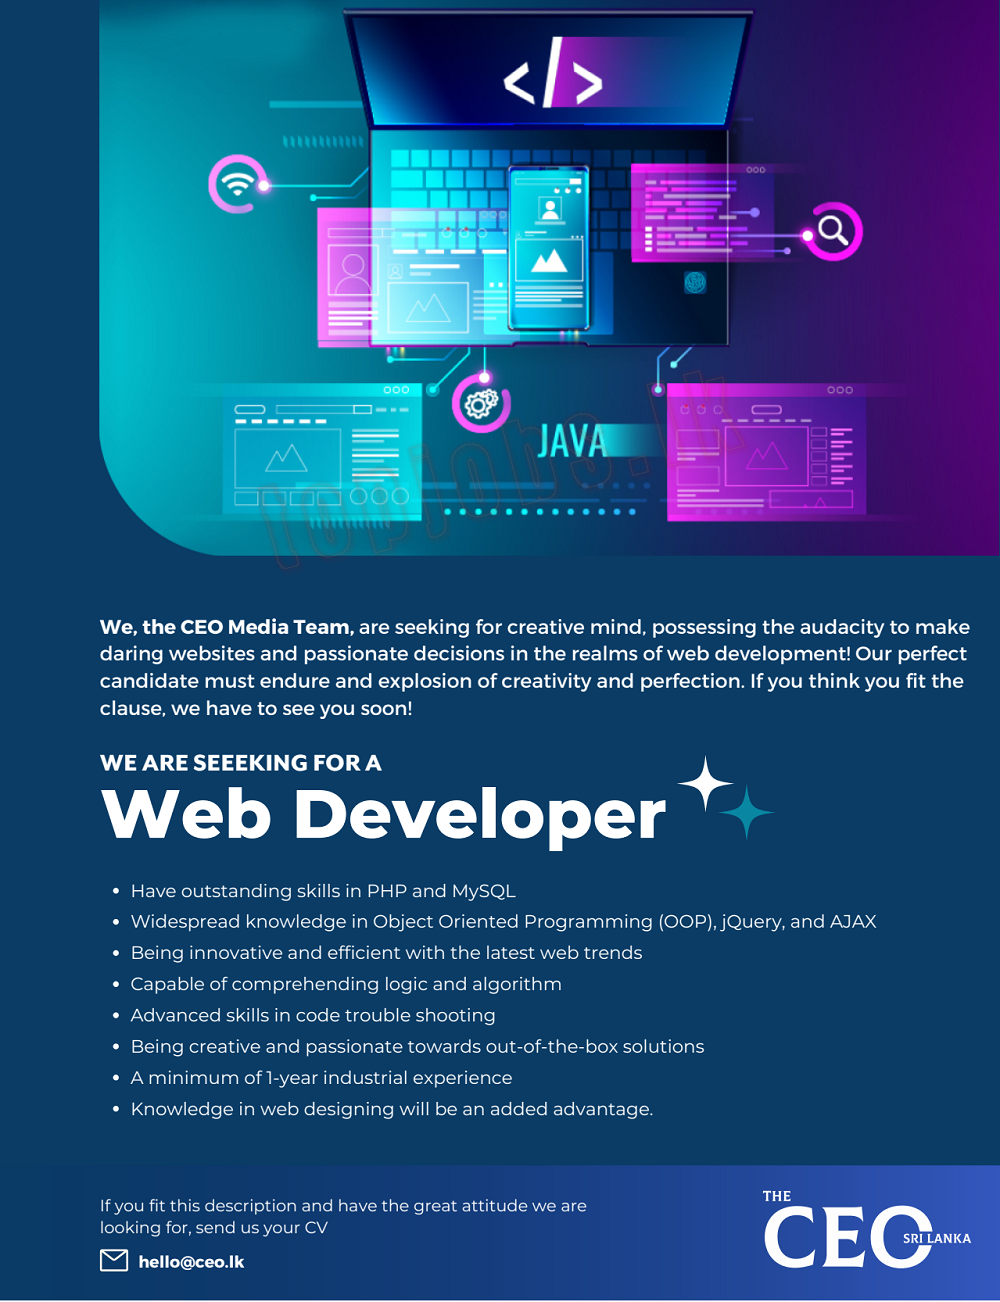 </>
JAVA
topjobs.lk
We, the CEO Media Team, are seeking for creative mind, possessing the audacity to make
daring websites and passionate decisions in the realms of web development! Our perfect
candidate must endure and explosion of creativity and perfection. If you think you fit the
clause, we have to see you soon!
WE ARE SEEEKING FOR A
Web Developer
• Have outstanding skills in PHP and MySQL
• Widespread knowledge in Object Oriented Programming (OOP), jQuery, and AJAX
• Being innovative and efficient with the latest web trends
• Capable of comprehending logic and algorithm
• Advanced skills in code trouble shooting
• Being creative and passionate towards out-of-the-box solutions
• A minimum of 1-year industrial experience
• Knowledge in web designing will be an added advantage.
If you fit this description and have the great attitude we are
looking for, send us your CV
hello@ceo.lk
THE
CEO
SRI LANKA